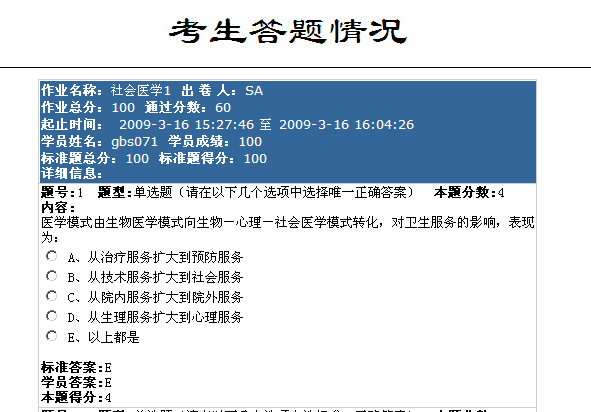 考生答题情况
作业名称：社会医学1 出 卷 人：SA
作业总分：100 通过分数：60
起止时间： 2009-3-16 15:27:46 至 2009-3-16 16:04:26
学员姓名：gbs071 学员成绩：100
标准题总分：100 标准题得分：100
详细信息：
题号:1 题型:单选题（请在以下几个选项中选择唯一正确答案） 本题分数:4
内容：
医学模式由生物医学模式向生物—心理—社会医学模式转化，对卫生服务的影响，表现
为：
A、从治疗服务扩大到预防服务
B、从技术服务扩大到社会服务
C、从院内服务扩大到院外服务
D、从生理服务扩大到心理服务
E、以上都是
标准答案:E
学员答案:E
本题得分:4